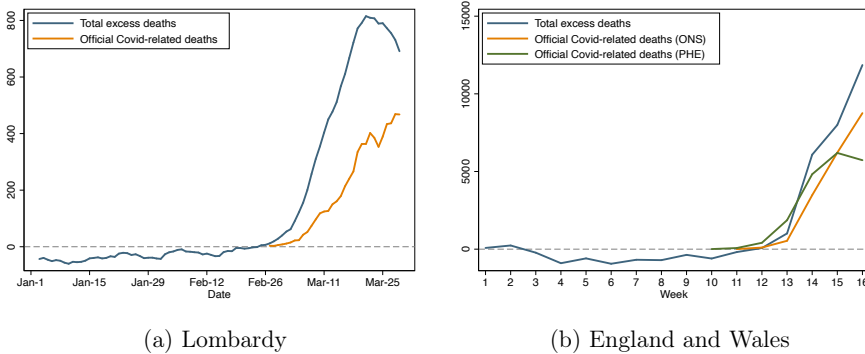 Total excess deaths
Official Covid-related deaths
800
600
400
200
0
Jan-1 Jan-15 Jan-29 Feb-12 Feb-26 Mar-11 Mar-25
Date
(a) Lombardy
Total excess deaths
Official Covid-related deaths (ONS)
Official Covid-related deaths (PHE)
15000
10000
5000
0
1 2 3 4 5 6 7 8 9 10 11 12 13 14 15 16
Week
(b) England and Wales